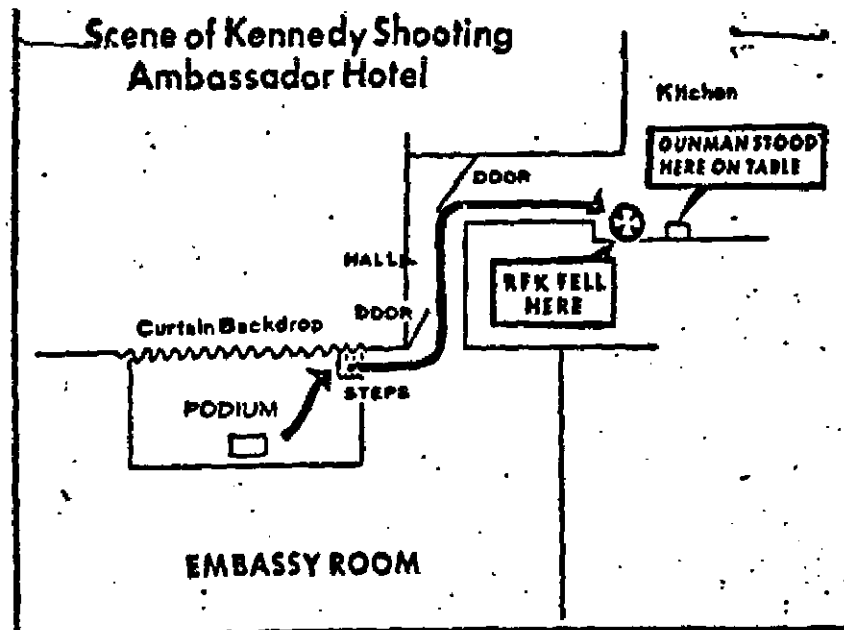 Scene of Kennedy Shooting
Ambassador Hotel
Kitchen
GUNMAN STOOD
HERE ON TABLE
DOOR
HALL
RFK FELL
HERE
DOOR
Curtain Backdrop
STEPS
PODIUM
EMBASSY ROOM